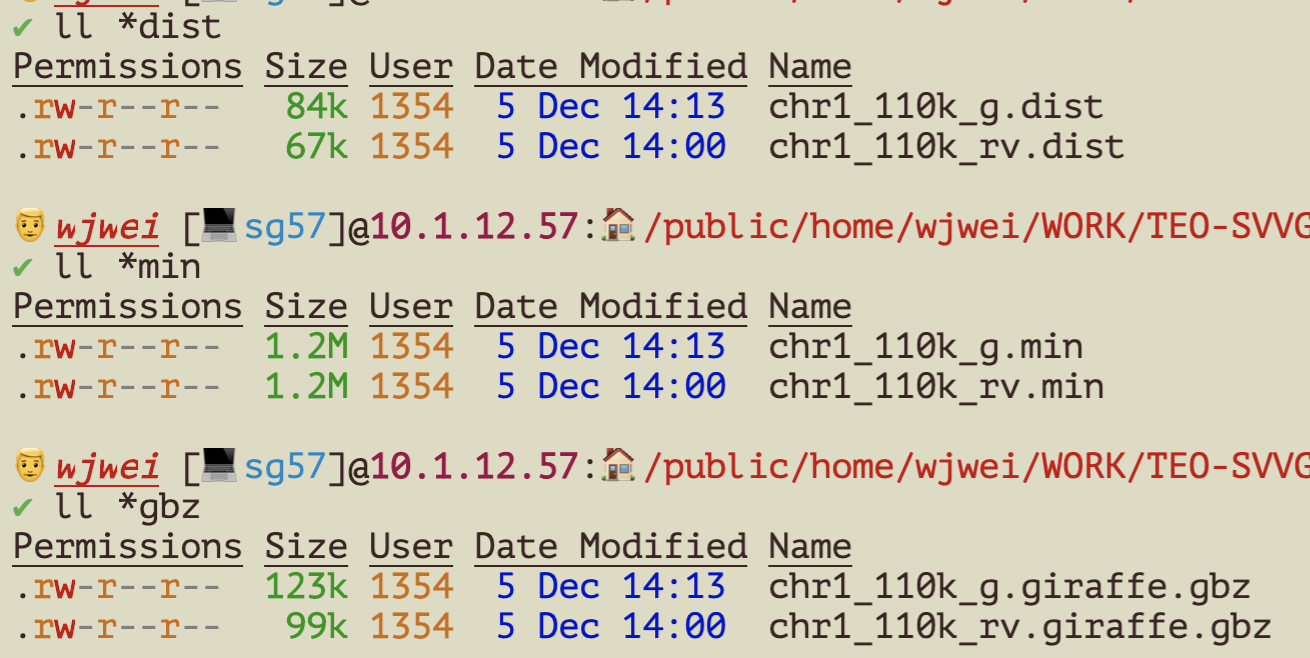 ✔ ll *dist
Permissions Size User Date Modified Name
.rw-r--r-- 84k 1354 5 Dec 14:13 chr1_110k_g.dist
.rw-r--r-- 67k 1354 5 Dec 14:00 chr1_110k_rv.dist
wjwei [💻sg57]@10.1.12.57:🏠/public/home/wjwei/WORK/TEO-SVVG
✔ ll *min
Permissions Size User Date Modified Name
.rw-r--r-- 1.2M 1354 5 Dec 14:13 chr1_110k_g.min
.rw-r--r-- 1.2M 1354 5 Dec 14:00 chr1_110k_rv.min
wjwei [💻sg57]@10.1.12.57:🏠/public/home/wjwei/WORK/TEO-SVVG
✔ ll *gbz
Permissions Size User Date Modified Name
.rw-r--r-- 123k 1354 5 Dec 14:13 chr1_110k_g.giraffe.gbz
.rw-r--r-- 99k 1354 5 Dec 14:00 chr1_110k_rv.giraffe.gbz